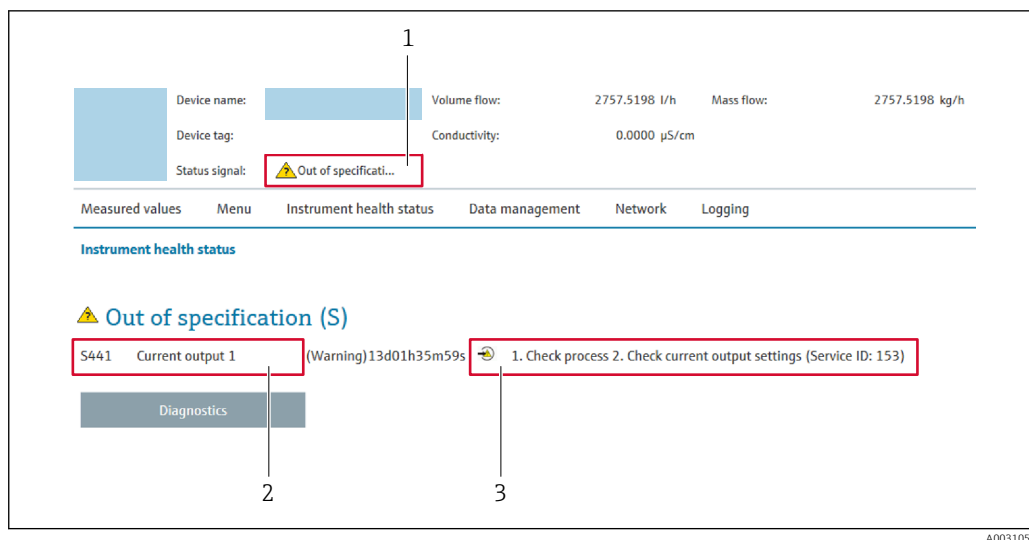 1
Device name: Volume flow: 2757.5198 l/h Mass flow: 2757.5198 kg/h
Device tag: Conductivity: 0.0000 µS/cm
Status signal: Out of specificati...
Measured values Menu Instrument health status Data management Network Logging
Instrument health status
Out of specification (S)
S441 Current output 1 (Warning)13d01h35m59s 1. Check process 2. Check current output settings (Service ID: 153)
Diagnostics
2 3